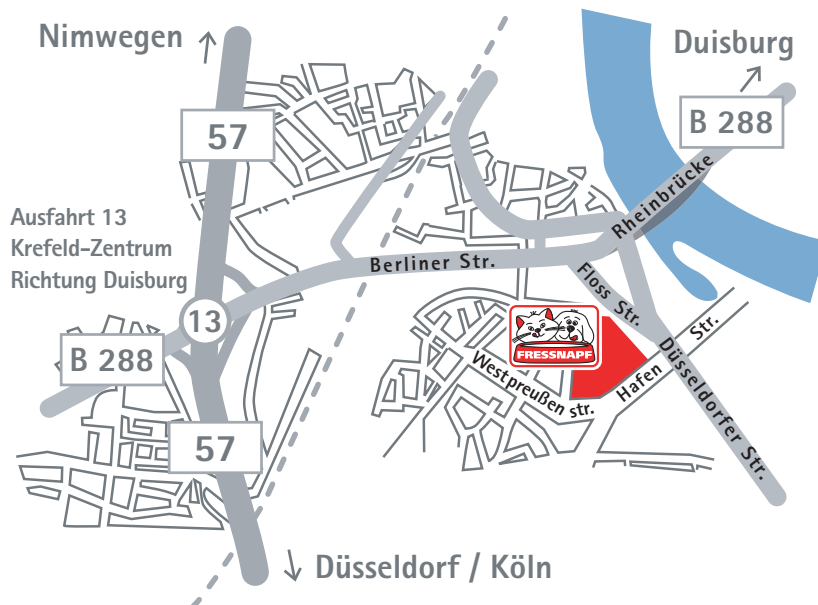 Nimwegen
Duisburg
57
B 288
Rheinbrücke
Ausfahrt 13
Krefeld-Zentrum
Richtung Duisburg
Berliner Str.
Floss Str.
13
FRESSNAPF
B 288
Westpreußen str.
Hafen Str.
Düsseldorfer Str.
57
Düsseldorf / Köln